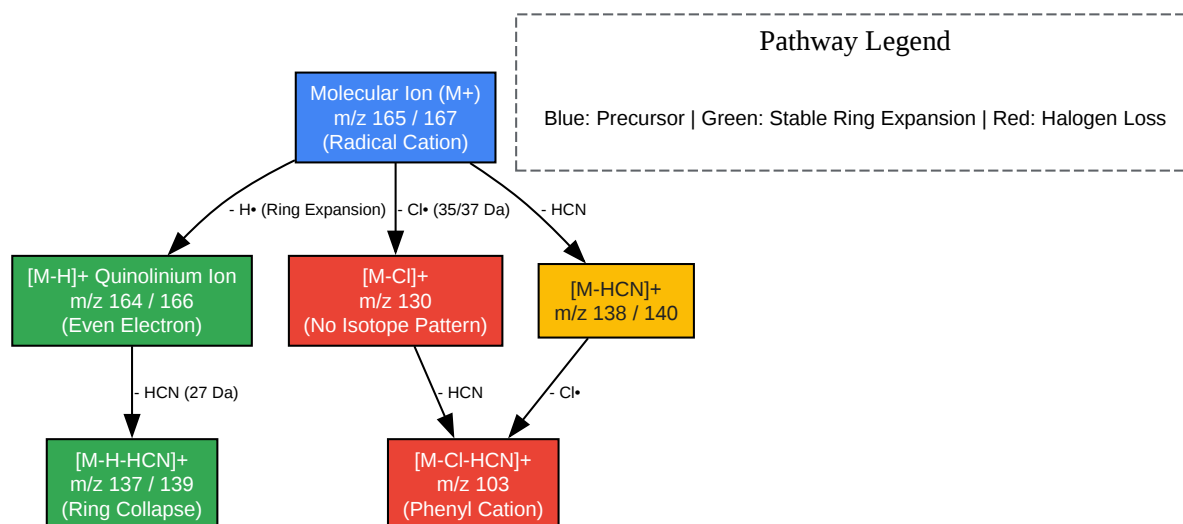 Pathway Legend
Blue: Precursor | Green: Stable Ring Expansion | Red: Halogen Loss
Molecular Ion (M+)
m/z 165 / 167
(Radical Cation)
- H• (Ring Expansion)
- Cl• (35/37 Da)
- HCN
[M-H]+ Quinolinium Ion
m/z 164 / 166
(Even Electron)
[M-Cl]+
m/z 130
(No Isotope Pattern)
[M-HCN]+
m/z 138 / 140
- HCN (27 Da)
- HCN
- Cl•
[M-H-HCN]+
m/z 137 / 139
(Ring Collapse)
[M-Cl-HCN]+
m/z 103
(Phenyl Cation)